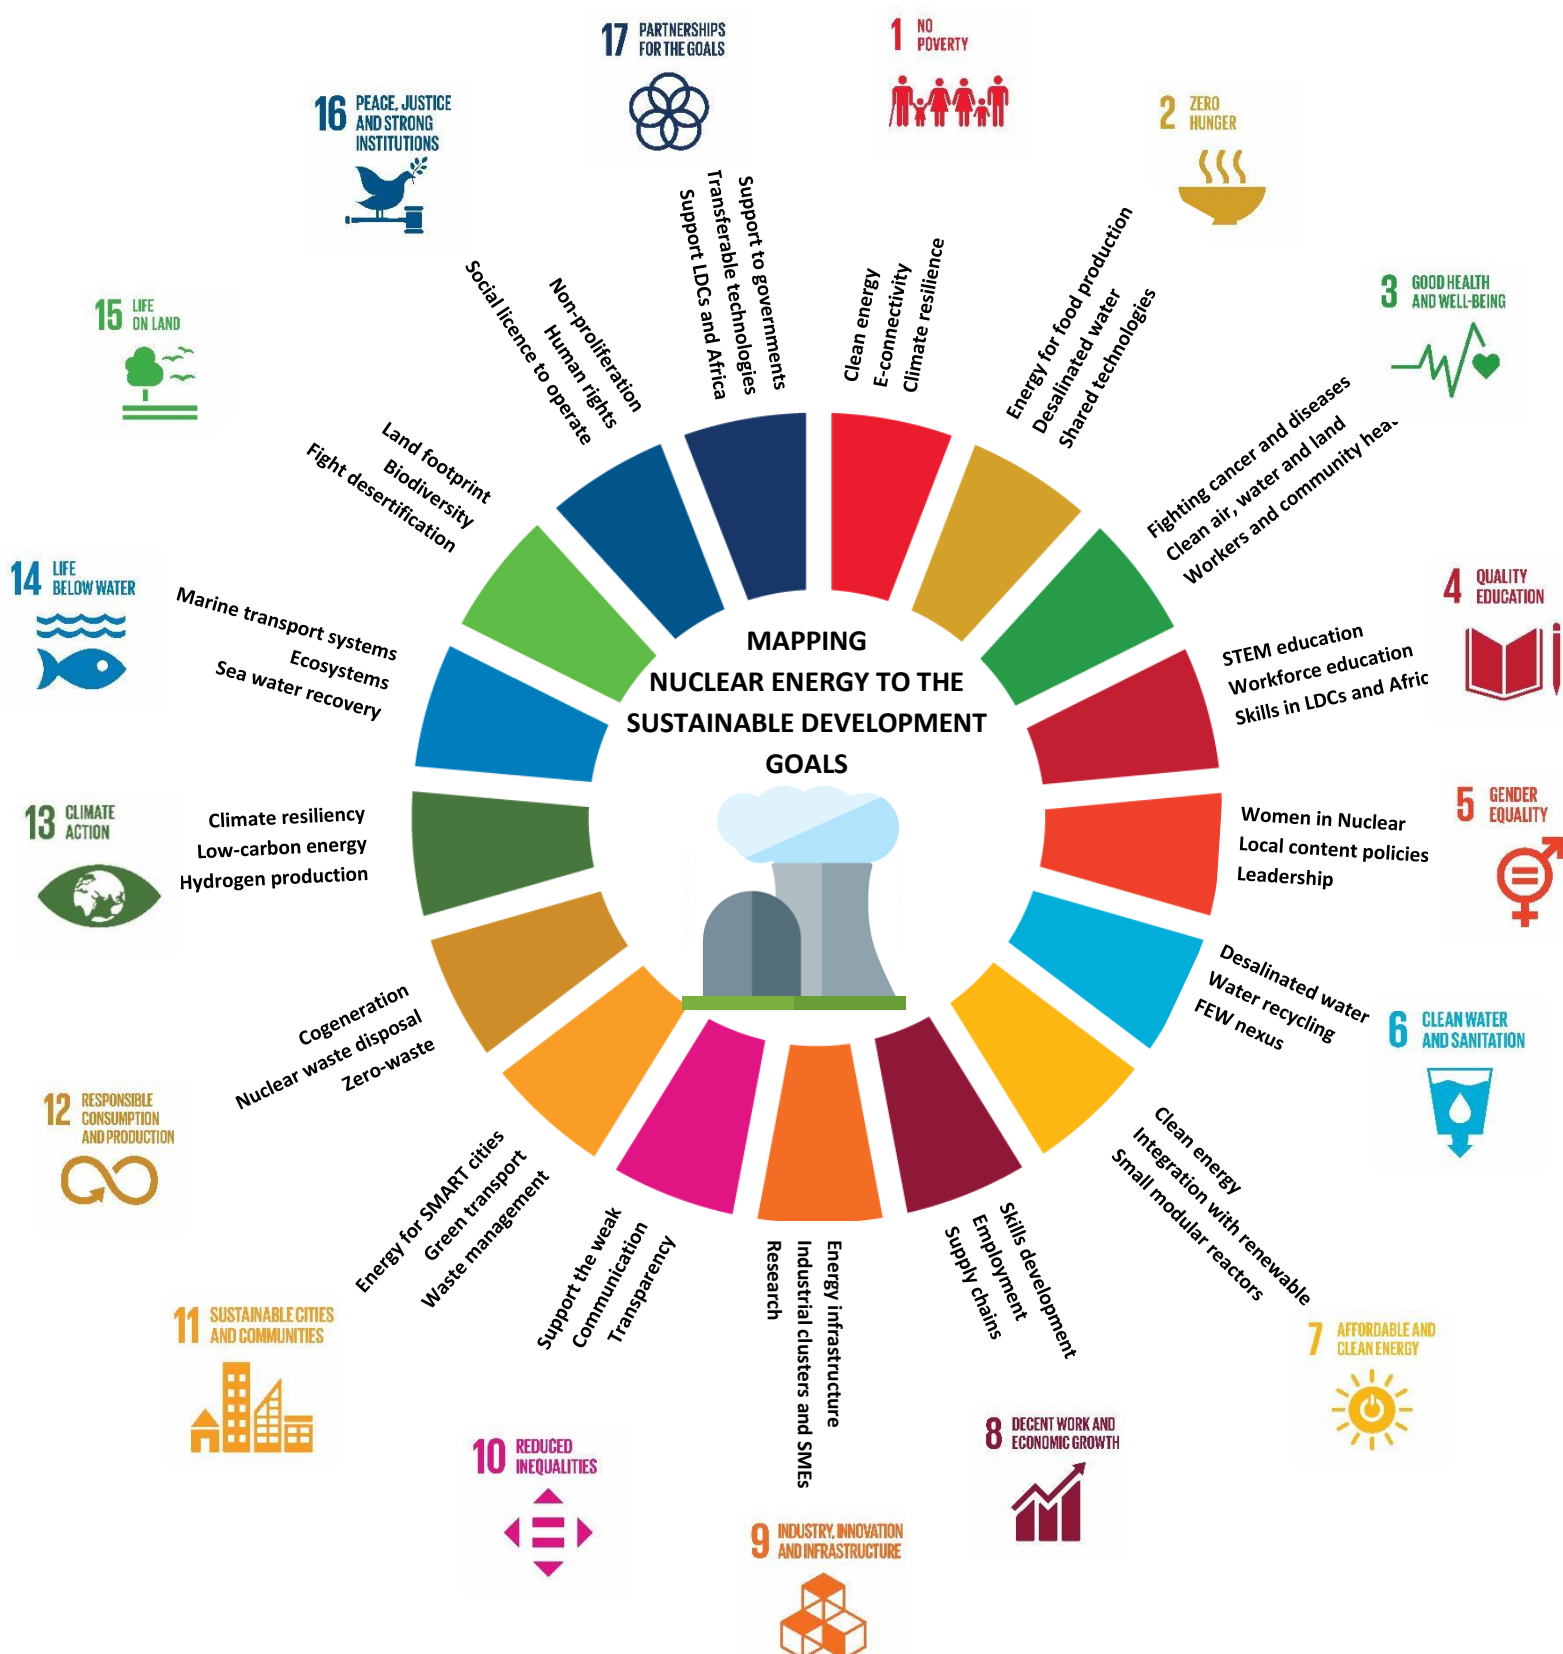 MAPPING
NUCLEAR ENERGY TO THE
SUSTAINABLE DEVELOPMENT
GOALS
1 NO
POVERTY
Clean energy
E-connectivity
Climate resilience
2 ZERO
HUNGER
Energy for food production
Desalinated water
Shared technologies
3 GOOD HEALTH
AND WELL-BEING
Fighting cancer and diseases
Clean air, water and land
Workers and community
4 QUALITY
EDUCATION
STEM education
Workforce education
Skills in LDCs and Afric
5 GENDER
EQUALITY
Women in Nuclear
Local content policies
Leadership
6 CLEAN WATER
AND SANITATION
Desalinated water
Water recycling
FEW nexus
7 AFFORDABLE AND
CLEAN ENERGY
Clean energy
Integration with renewable
Small modular reactors
8 DECENT WORK AND
ECONOMIC GROWTH
Skills development
Employment
Supply chains
9 INDUSTRY, INNOVATION
AND INFRASTRUCTURE
Energy infrastructure
Industrial clusters and SMEs
Research
10 REDUCED
INEQUALITIES
Support the weak
Communication
Transparency
11 SUSTAINABLE CITIES
AND COMMUNITIES
Energy for SMART cities
Green transport
Waste management
12 RESPONSIBLE
CONSUMPTION
AND PRODUCTION
Cogeneration
Nuclear waste disposal
Zero-waste
13 CLIMATE
ACTION
Climate resiliency
Low-carbon energy
Hydrogen production
14 LIFE
BELOW WATER
Marine transport systems
Ecosystems
Sea water recovery
15 LIFE
ON LAND
Land footprint
Biodiversity
Fight desertification
16 PEACE, JUSTICE
AND STRONG
INSTITUTIONS
Non-proliferation
Human rights
Social licence to operate
17 PARTNERSHIPS
FOR THE GOALS
Support to governments
Transferable technologies
Support LDCs and Africa